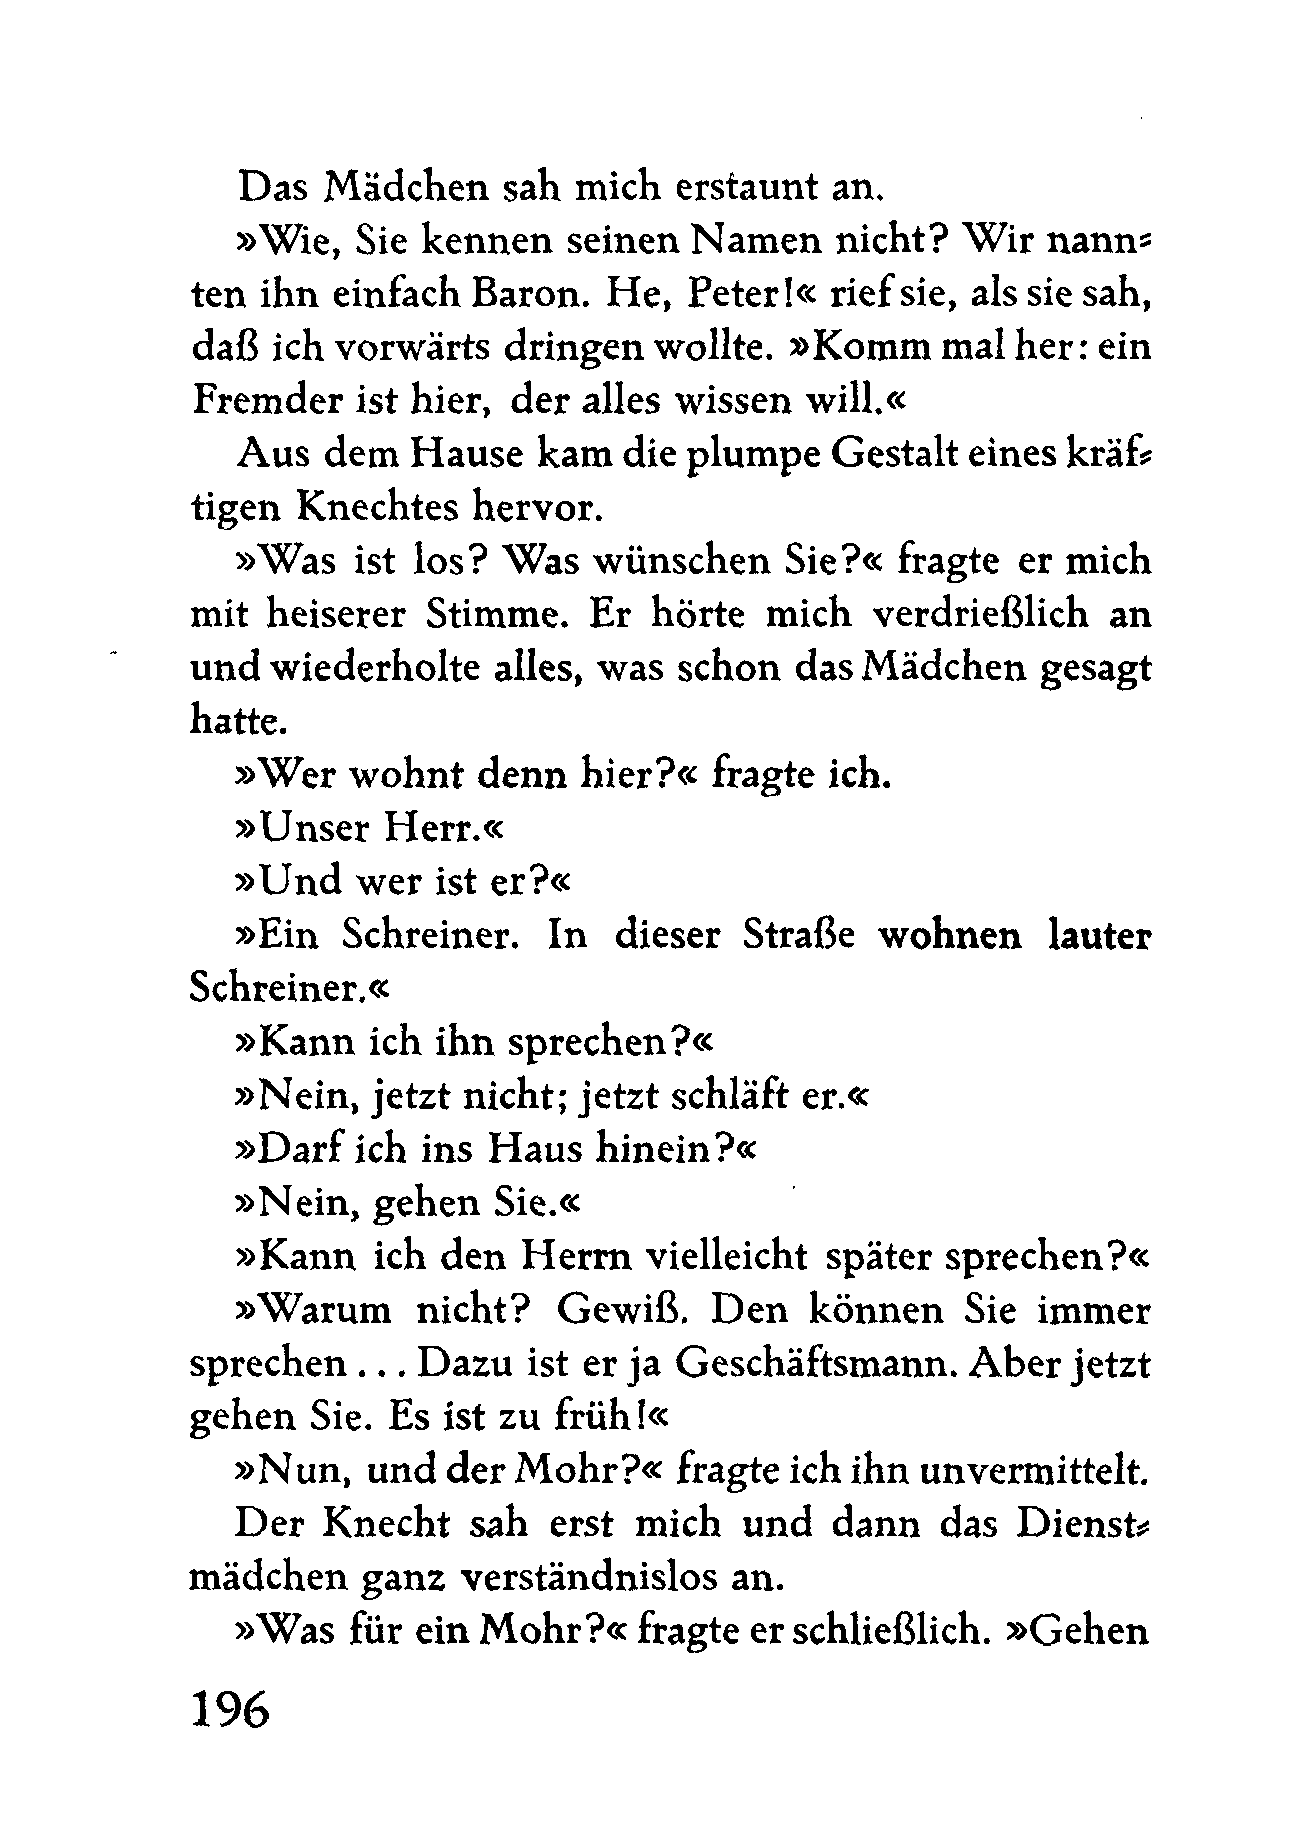 Das Mädchen sah mich erstaunt an.
»Wie, Sie kennen seinen Namen nicht? Wir nann-
ten ihn einfach Baron. He, Peter!« rief sie, als sie sah,
daß ich vorwärts dringen wollte. »Komm mal her: ein
Fremder ist hier, der alles wissen will.«
Aus dem Hause kam die plumpe Gestalt eines kräf-
tigen Knechtes hervor.
»Was ist los? Was wünschen Sie?« fragte er mich
mit heiserer Stimme. Er hörte mich verdrießlich an
und wiederholte alles, was schon das Mädchen gesagt
hatte.
»Wer wohnt denn hier?« fragte ich.
»Unser Herr.«
»Und wer ist er?«
»Ein Schreiner. In dieser Straße wohnen lauter
Schreiner.«
»Kann ich ihn sprechen?«
»Nein, jetzt nicht; jetzt schläft er.«
»Darf ich ins Haus hinein?«
»Nein, gehen Sie.«
»Kann ich den Herrn vielleicht später sprechen?«
»Warum nicht? Gewiß. Den können Sie immer
sprechen . . . Dazu ist er ja Geschäftsmann. Aber jetzt
gehen Sie. Es ist zu früh!«
»Nun, und der Mohr?« fragte ich ihn unvermittelt.
Der Knecht sah erst mich und dann das Dienst-
mädchen ganz verständnislos an.
»Was für ein Mohr?« fragte er schließlich. »Gehen
196